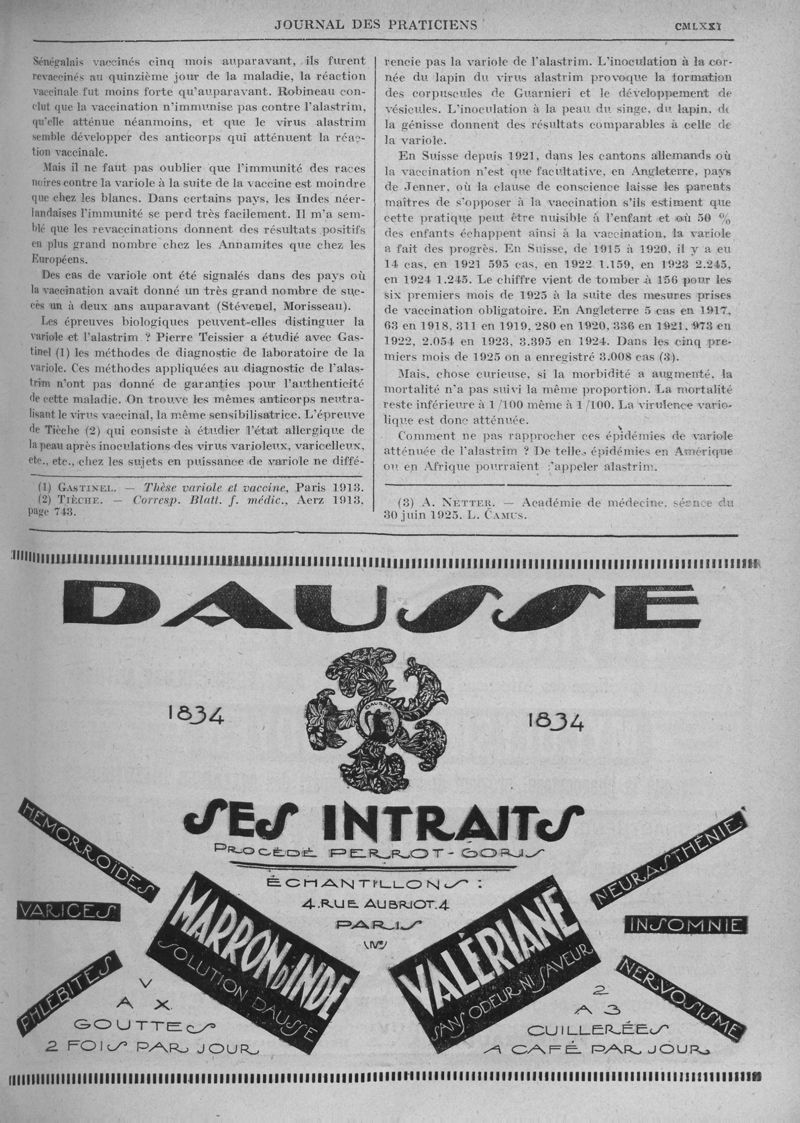 JOURNAL DES PRATICIENS
CMLXXI
Sénégalais vaccinés cinq mois auparavant, ils furent
revaccinés au quinzième jour de la maladie, la réaction
vaccinale fut moins forte qu'auparavant. Robineau con-
clut que la vaccination n'immunise pas contre l'alastrim,
qu'elle atténue néanmoins, et que le virus alastrim
semble développer des anticorps qui atténuent la réac-
tion vaccinale.
Mais il ne faut pas oublier que l'immunité des races
noires contre la variole à la suite de la vaccine est moindre
que chez les blancs. Dans certains pays, les Indes néer-
landaises l'immunité se perd très facilement. Il m'a sem-
blé que les revaccinations donnent des résultats positifs
en plus grand nombre chez les Annamites que chez les
Européens.
Des cas de variole ont été signalés dans des pays où
la vaccination avait donné un très grand nombre de suc-
cès un à deux ans auparavant (Stévenel, Morisseau).
Les épreuves biologiques peuvent-elles distinguer la
variole et l'alastrim ? Pierre Teissier a étudié avec Gas-
tinel (1) les méthodes de diagnostic de laboratoire de la
variole. Ces méthodes appliquées au diagnostic de l'alas-
trim n'ont pas donné de garanties pour l'authenticité
de cette maladie. On trouve les mêmes anticorps neutra-
lisant le virus vaccinal, la même sensibilisatrice. L'épreuve
de Tièche (2) qui consiste à étudier l'état allergique de
la peau après inoculations des virus varioleux, varicelleux,
etc., etc., chez les sujets en puissance de variole ne diffé-
(1) GASTINEL. — Thèse variole et vaccine, Paris 1913.
(2) TIÈCHE. — Corresp. Blatt. f. médic., Aerz 1913,
page 743.
rencie pas la variole de l'alastrim. L'inoculation à la cor-
née du lapin du virus alastrim provoque la formation
des corpuscules de Guarnieri et le développement de
vésicules. L'inoculation à la peau du singe, du lapin, de
la génisse donnent des résultats comparables à celle de
la variole.
En Suisse depuis 1921, dans les cantons allemands où
la vaccination n'est que facultative, en Angleterre, pays
de Jenner, où la clause de conscience laisse les parents
maîtres de s'opposer à la vaccination s'ils estiment que
cette pratique peut être nuisible à l'enfant et où 50 %
des enfants échappent ainsi à la vaccination, la variole
a fait des progrès. En Suisse, de 1915 à 1920, il y a eu
14 cas, en 1921 595 cas, en 1922 1.159, en 1923 2.245,
en 1924 1.245. Le chiffre vient de tomber à 156 pour les
six premiers mois de 1925 à la suite des mesures prises
de vaccination obligatoire. En Angleterre 5 cas en 1917,
63 en 1918, 311 en 1919, 280 en 1920, 336 en 1921, 973 en
1922, 2.054 en 1923, 3.395 en 1924. Dans les cinq pre-
miers mois de 1925 on a enregistré 3.008 cas (3).
Mais, chose curieuse, si la morbidité a augmenté, la
mortalité n'a pas suivi la même proportion. La mortalité
reste inférieure à 1/100 même à 1/100. La virulence vario-
lique est donc atténuée.
Comment ne pas rapprocher ces épidémies de variole
atténuée de l'alastrim ? De telles épidémies en Amérique
ou en Afrique pourraient s'appeler alastrim.
(3) A. NETTER. — Académie de médecine, séance du
30 juin 1925. L. CAMUS.
DAUSSE
1834
DAUSSE
1834
SES INTRAITS
PROCÉDÉ PERROT-GORIS
ÉCHANTILLONS :
4.RUE AUBRIOT.4
PARIS
IVe
HÉMORROÏDES
VARICES
PHLÉBITES
MARRON D'INDE
SOLUTION DAUSSE
V
A X
GOUTTES
2 FOIS PAR JOUR
VALÉRIANE
SANS ODEUR NI SAVEUR
NEURASTHÉNIE
INSOMNIE
NERVOSISME
2
A 3
CUILLERÉES
A CAFÉ PAR JOUR